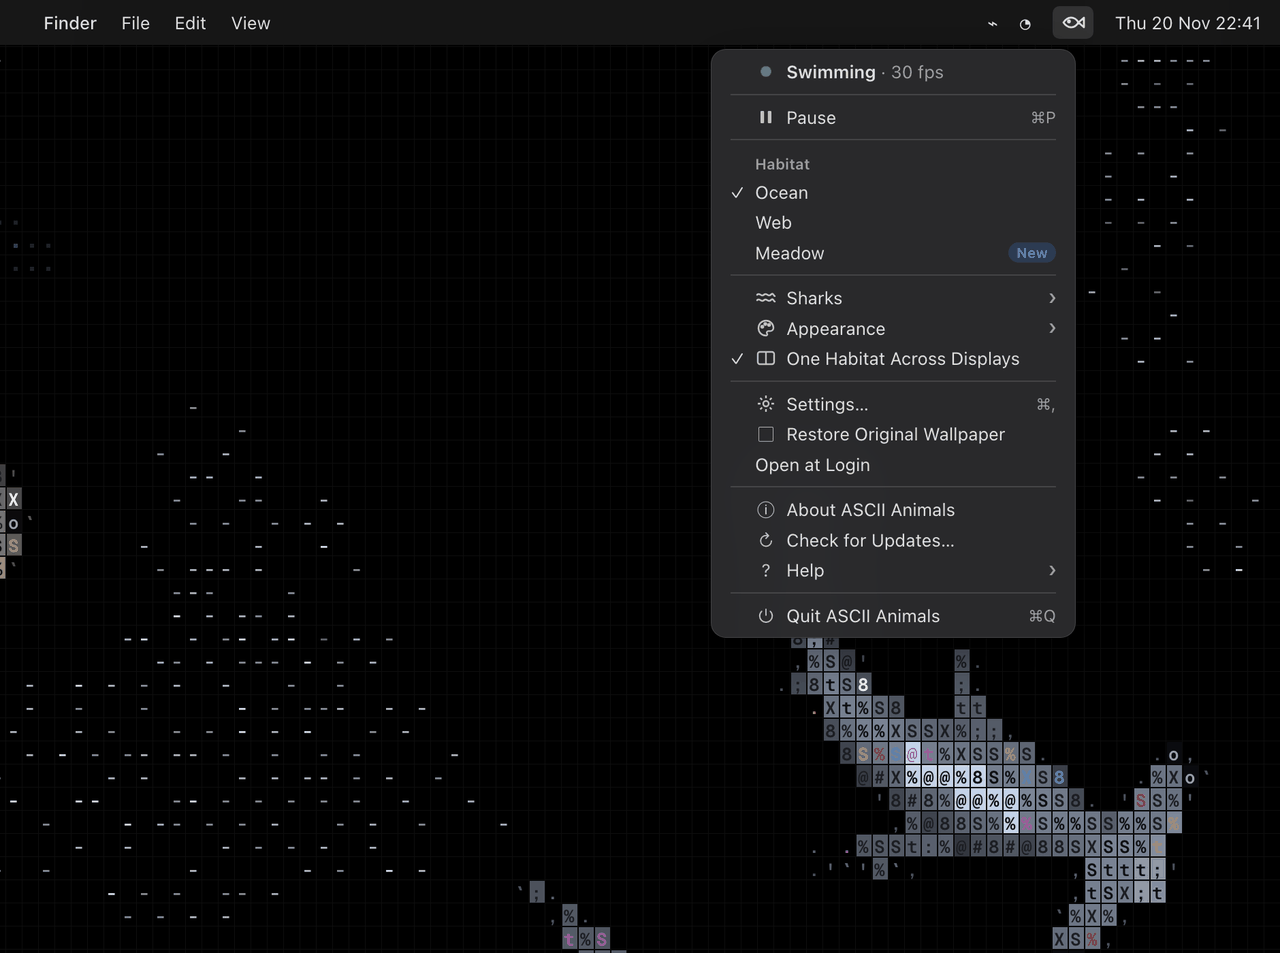 Finder File Edit View Thu 20 Nov 22:41
Swimming · 30 fps
Pause ⌘P
Habitat
✓ Ocean
Web
Meadow New
Sharks
Appearance
✓ One Habitat Across Displays
Settings... ⌘,
Restore Original Wallpaper
Open at Login
About ASCII Animals
Check for Updates...
? Help
Quit ASCII Animals ⌘Q